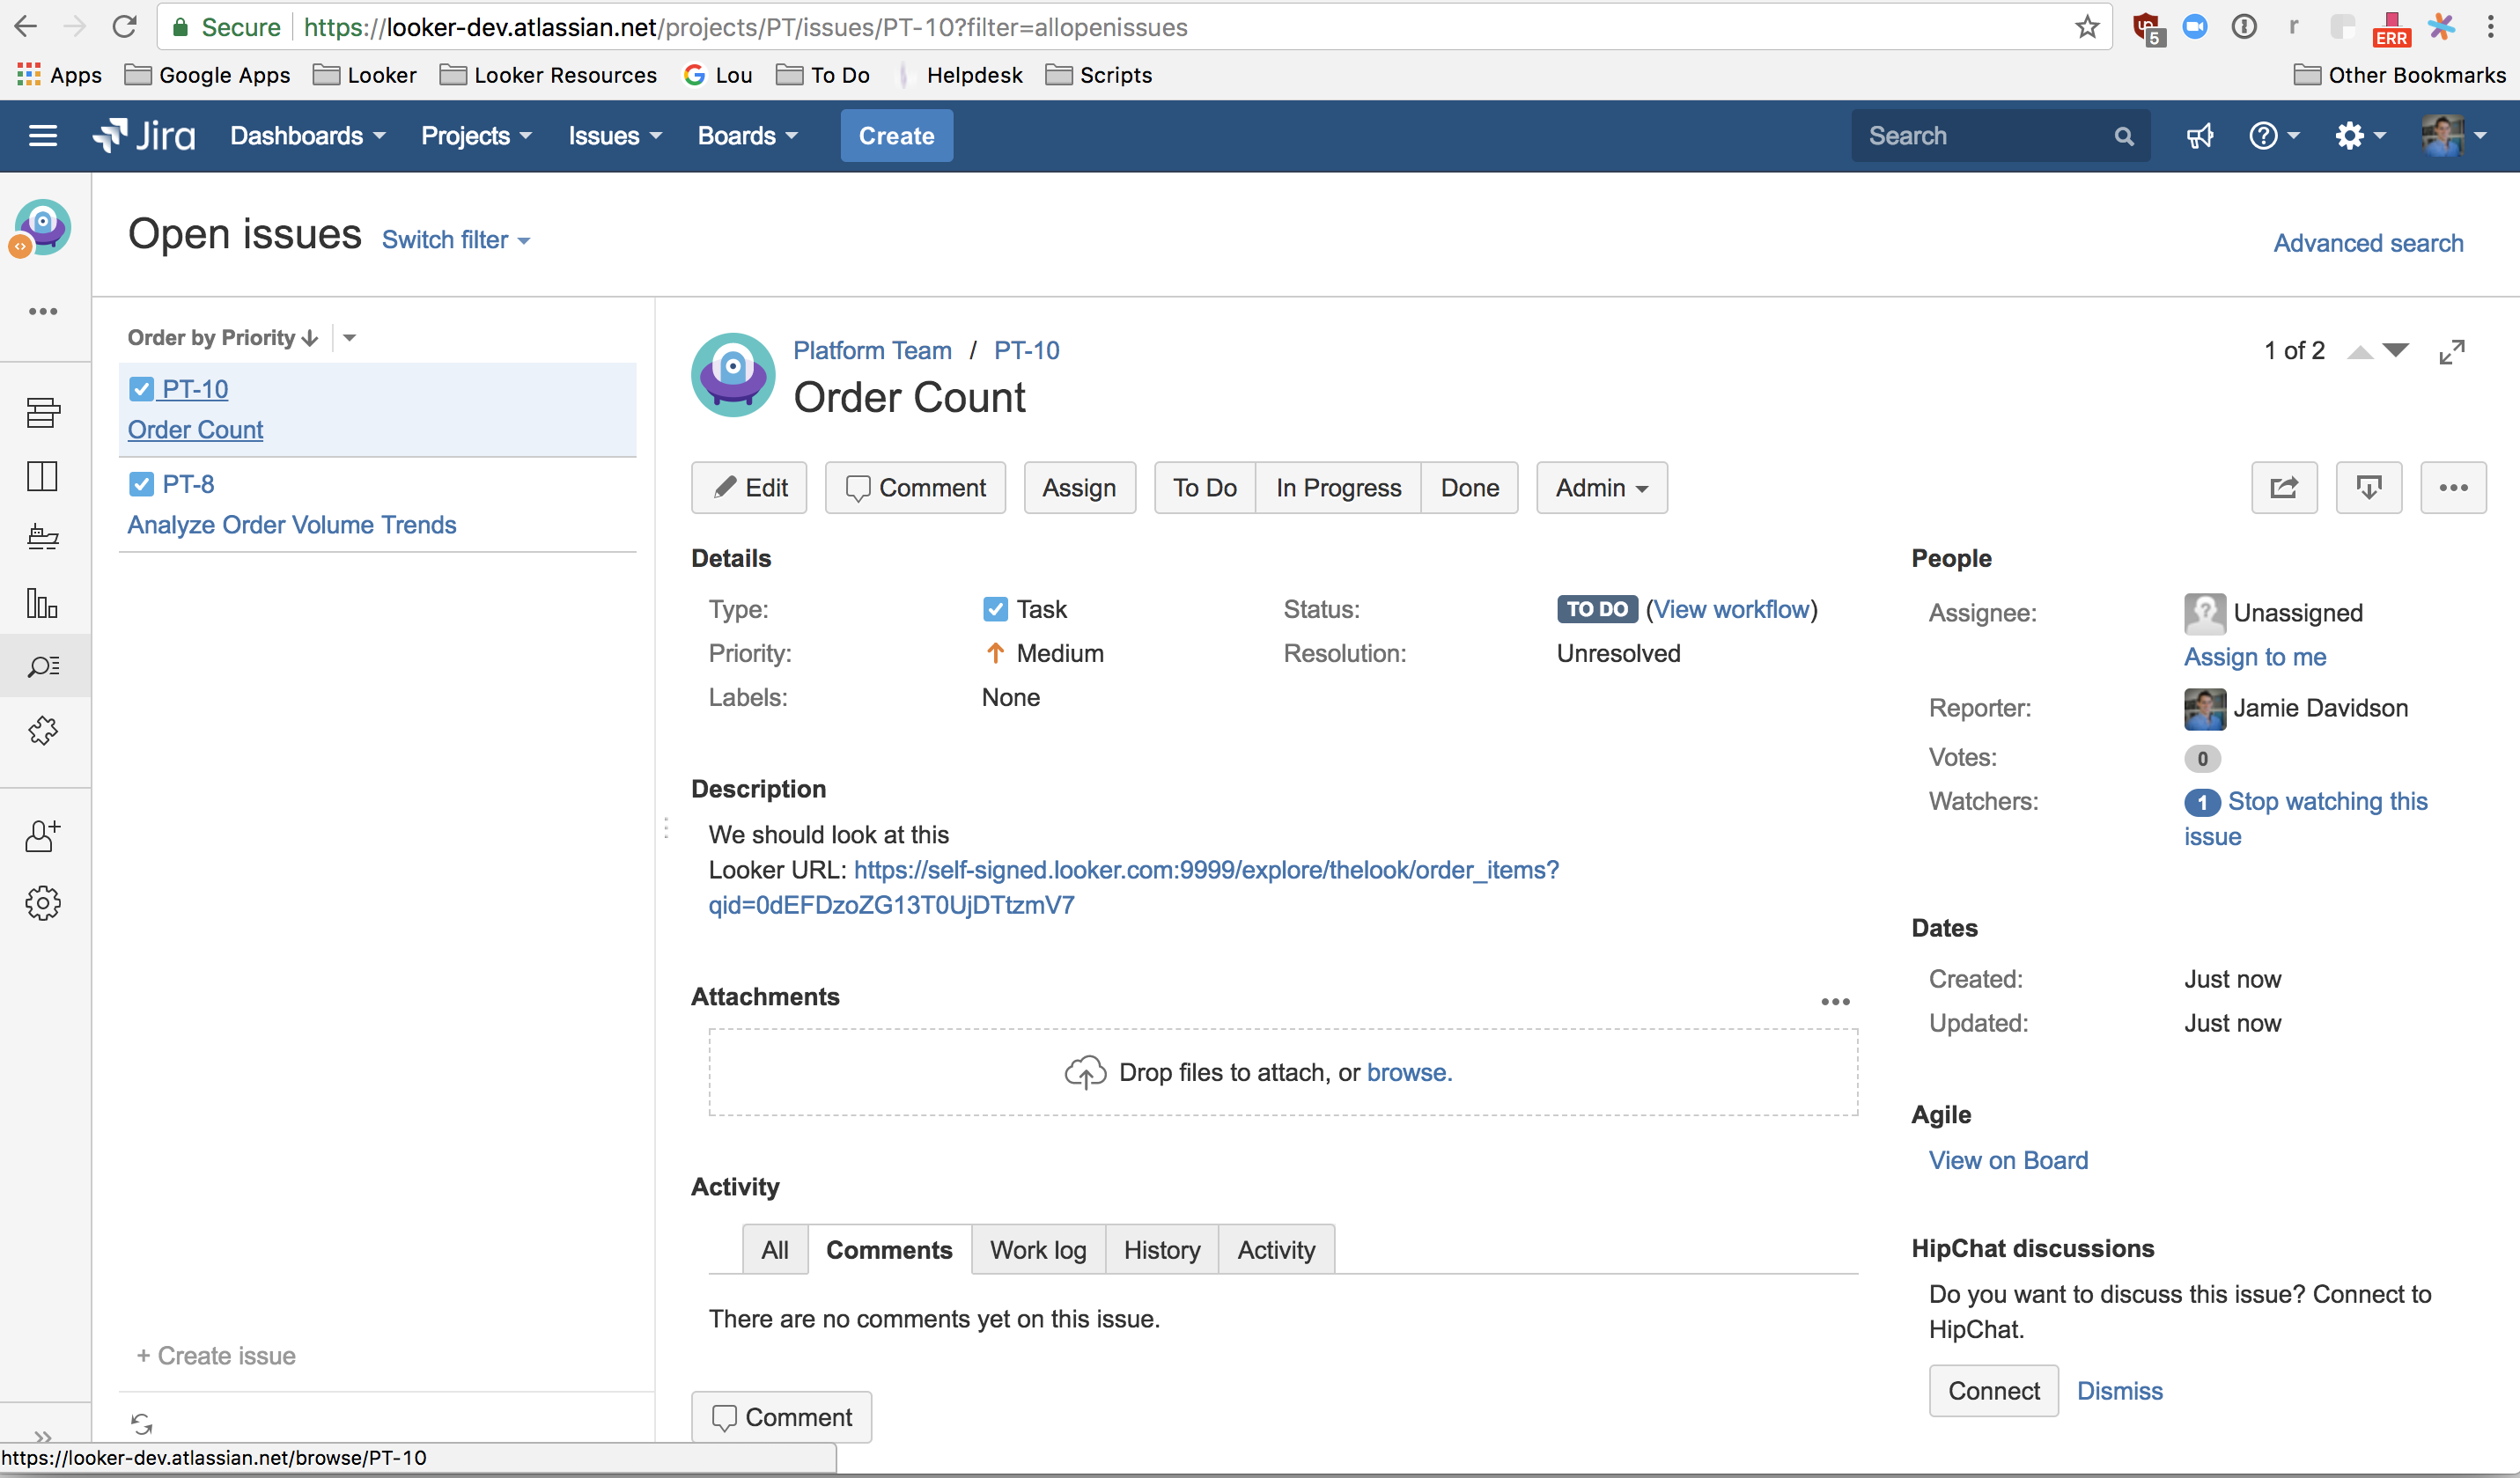 Secure https://looker-dev.atlassian.net/projects/PT/issues/PT-10?filter=allopenissues
5
r
ERR
Apps Google Apps Looker Looker Resources Lou To Do Helpdesk Scripts Other Bookmarks
Jira Dashboards Projects Issues Boards Create Search
Open issues Switch filter
Advanced search
Order by Priority
PT-10
Order Count
PT-8
Analyze Order Volume Trends
+ Create issue
Platform Team / PT-10
Order Count
1 of 2
Edit Comment Assign To Do In Progress Done Admin
Details
Type: Task Status: TO DO (View workflow)
Priority: Medium Resolution: Unresolved
Labels: None
Description
We should look at this
Looker URL: https://self-signed.looker.com:9999/explore/thelook/order_items?
qid=0dEFDzoZG13T0UjDTtzmV7
Attachments
Drop files to attach, or browse.
Activity
All Comments Work log History Activity
There are no comments yet on this issue.
Comment
People
Assignee: Unassigned
Assign to me
Reporter: Jamie Davidson
Votes: 0
Watchers: 1 Stop watching this
issue
Dates
Created: Just now
Updated: Just now
Agile
View on Board
HipChat discussions
Do you want to discuss this issue? Connect to
HipChat.
Connect Dismiss
https://looker-dev.atlassian.net/browse/PT-10